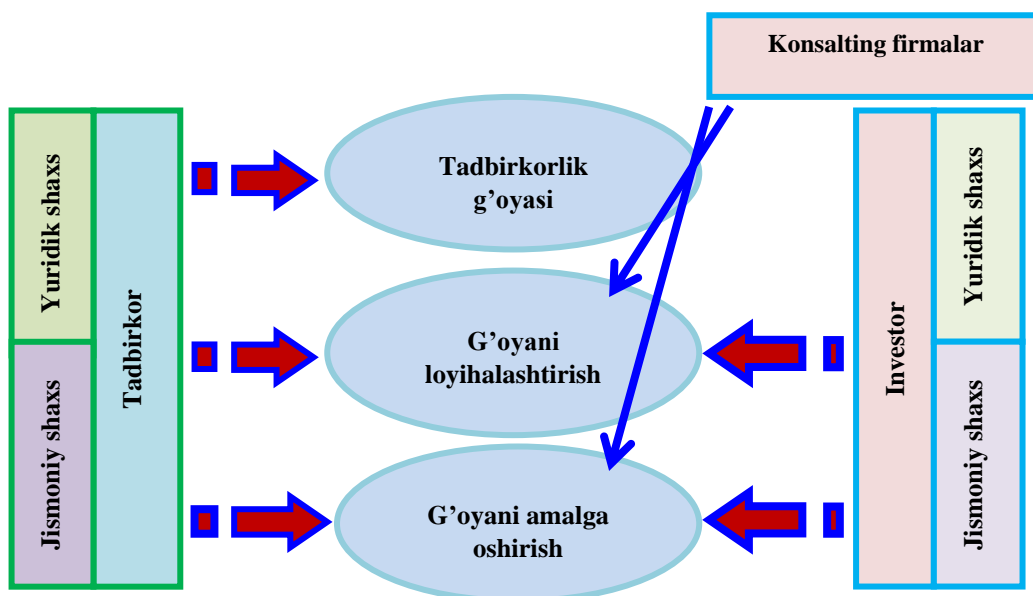 Konsalting firmalar
Yuridik shaxs
Jismoniy shaxs
Tadbirkor
Tadbirkorlik
g’oyasi
G’oyani
loyihalashtirish
G’oyani amalga
oshirish
Investor
Yuridik shaxs
Jismoniy shaxs